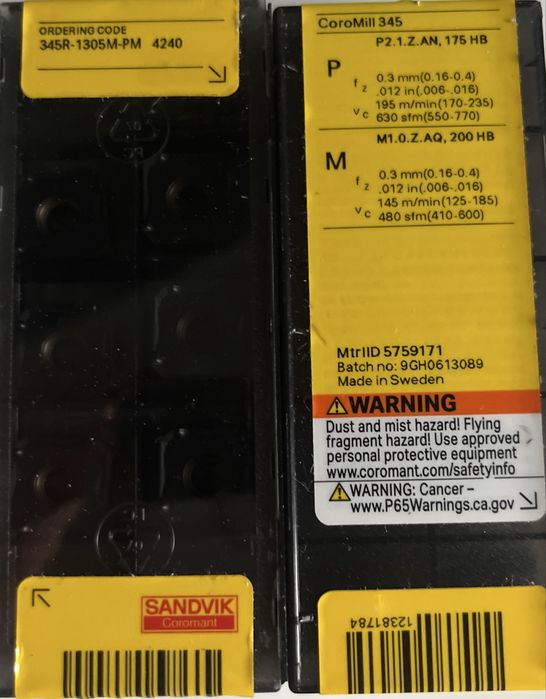 ORDERING CODE
345R-1305M-PM 4240
SANDVIK
Coromant
CoroMill 345
P2.1.Z.AN, 175 HB
P
fz 0.3 mm(0.16-0.4)
.012 in(.006-.016)
vc 195 m/min(170-235)
630 sfm(550-770)
M1.0.Z.AQ, 200 HB
M
fz 0.3 mm(0.16-0.4)
.012 in(.006-.016)
vc 145 m/min(125-185)
480 sfm(410-600)
MtrlID 5759171
Batch no: 9GH0613089
Made in Sweden
WARNING
Dust and mist hazard! Flying
fragment hazard! Use approved
personal protective equipment
www.coromant.com/safetyinfo
WARNING: Cancer –
www.P65Warnings.ca.gov
12381784